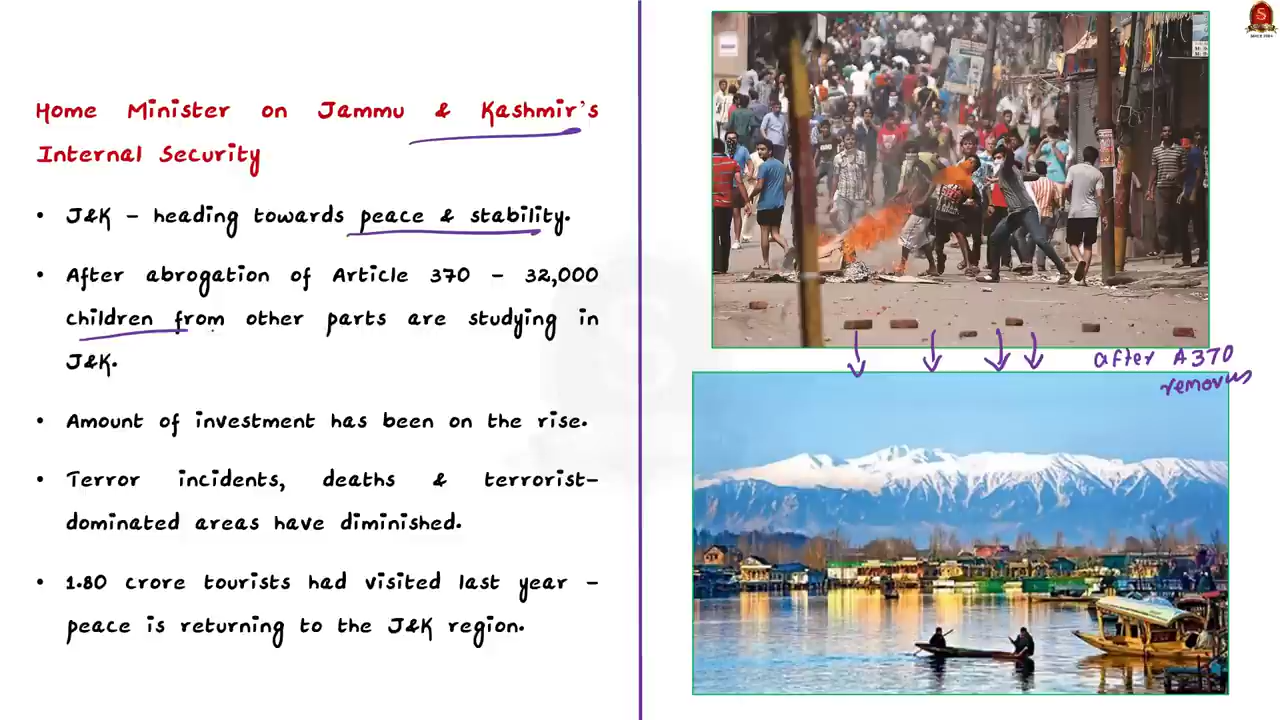 Home Minister on Jammu & Kashmir's
Internal Security
• J&K – heading towards peace & stability.
• After abrogation of Article 370 – 32,000
children from other parts are studying in
J&K.
• Amount of investment has been on the rise.
• Terror incidents, deaths & terrorist-
dominated areas have diminished.
• 1.80 crore tourists had visited last year –
peace is returning to the J&K region.
S
after A370